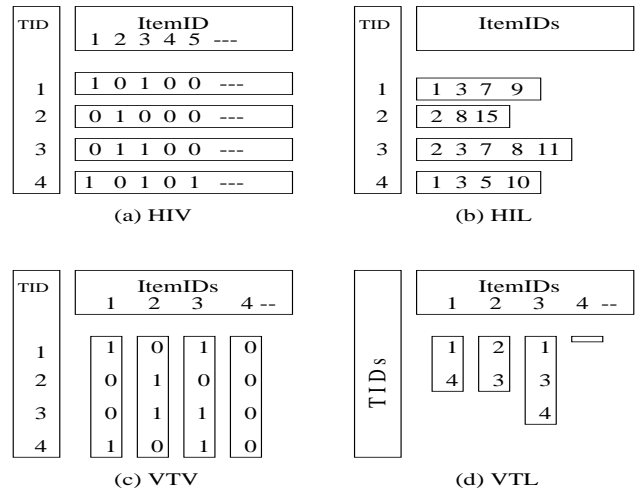 TID ItemID
1 2 3 4 5 ---
1 1 0 1 0 0 ---
2 0 1 0 0 0 ---
3 0 1 1 0 0 ---
4 1 0 1 0 1 ---
(a) HIV
TID ItemIDs
1 1 3 7 9
2 2 8 15
3 2 3 7 8 11
4 1 3 5 10
(b) HIL
TID ItemIDs
1 2 3 4 --
1 1 0 1 0
2 0 1 0 0
3 0 1 1 0
4 1 0 1 0
(c) VTV
TIDs ItemIDs
1 2 3 4 --
1 2 1
4 3 3
4
(d) VTL